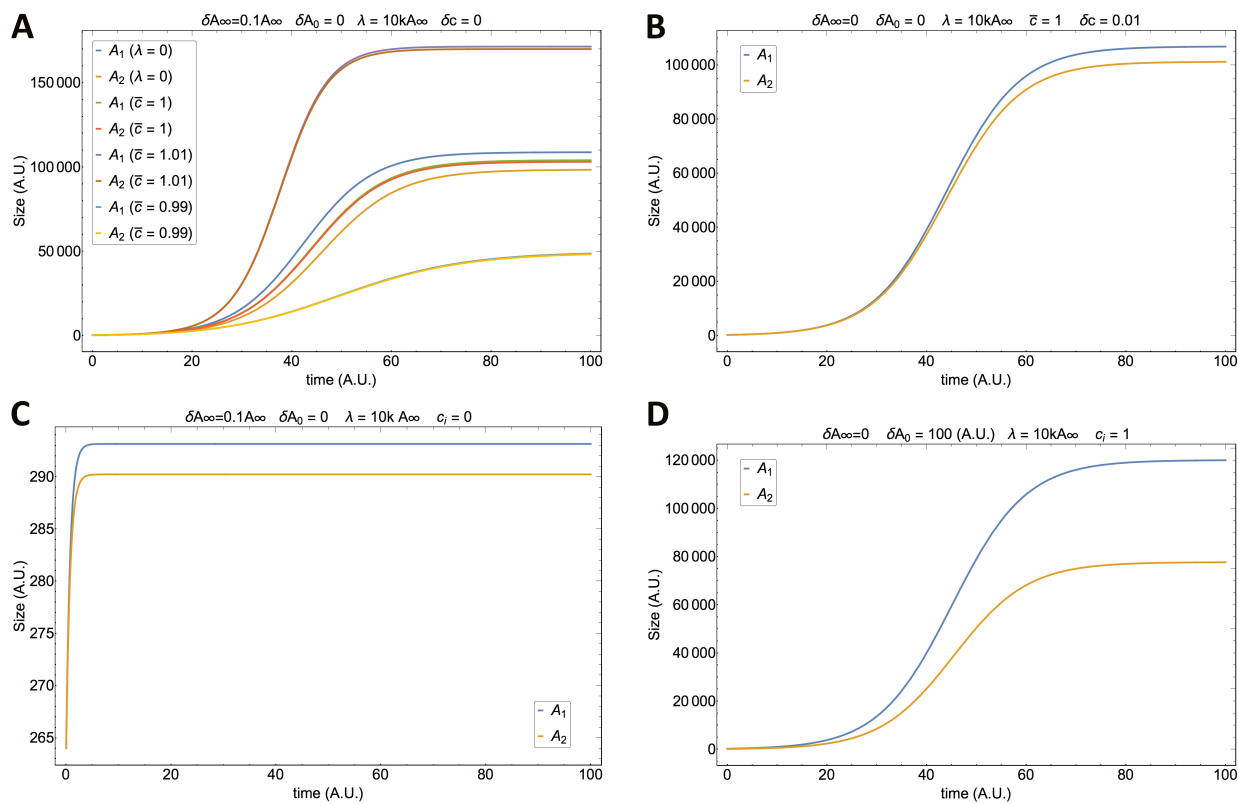 A
δA∞=0.1A∞ δA₀ = 0 λ = 10kA∞ δc = 0
A₁ (λ = 0)
A₂ (λ = 0)
A₁ (c̅ = 1)
A₂ (c̅ = 1)
A₁ (c̅ = 1.01)
A₂ (c̅ = 1.01)
A₁ (c̅ = 0.99)
A₂ (c̅ = 0.99)
150 000
100 000
50 000
0
Size (A.U.)
0 20 40 60 80 100
time (A.U.)
B
δA∞=0 δA₀ = 0 λ = 10kA∞ c̅ = 1 δc = 0.01
A₁
A₂
100 000
80 000
60 000
40 000
20 000
0
Size (A.U.)
0 20 40 60 80 100
time (A.U.)
C
δA∞=0.1A∞ δA₀ = 0 λ = 10k A∞ cᵢ = 0
290
285
280
275
270
265
Size (A.U.)
A₁
A₂
0 20 40 60 80 100
time (A.U.)
D
δA∞=0 δA₀ = 100 (A.U.) λ = 10kA∞ cᵢ = 1
A₁
A₂
120 000
100 000
80 000
60 000
40 000
20 000
0
Size (A.U.)
0 20 40 60 80 100
time (A.U.)